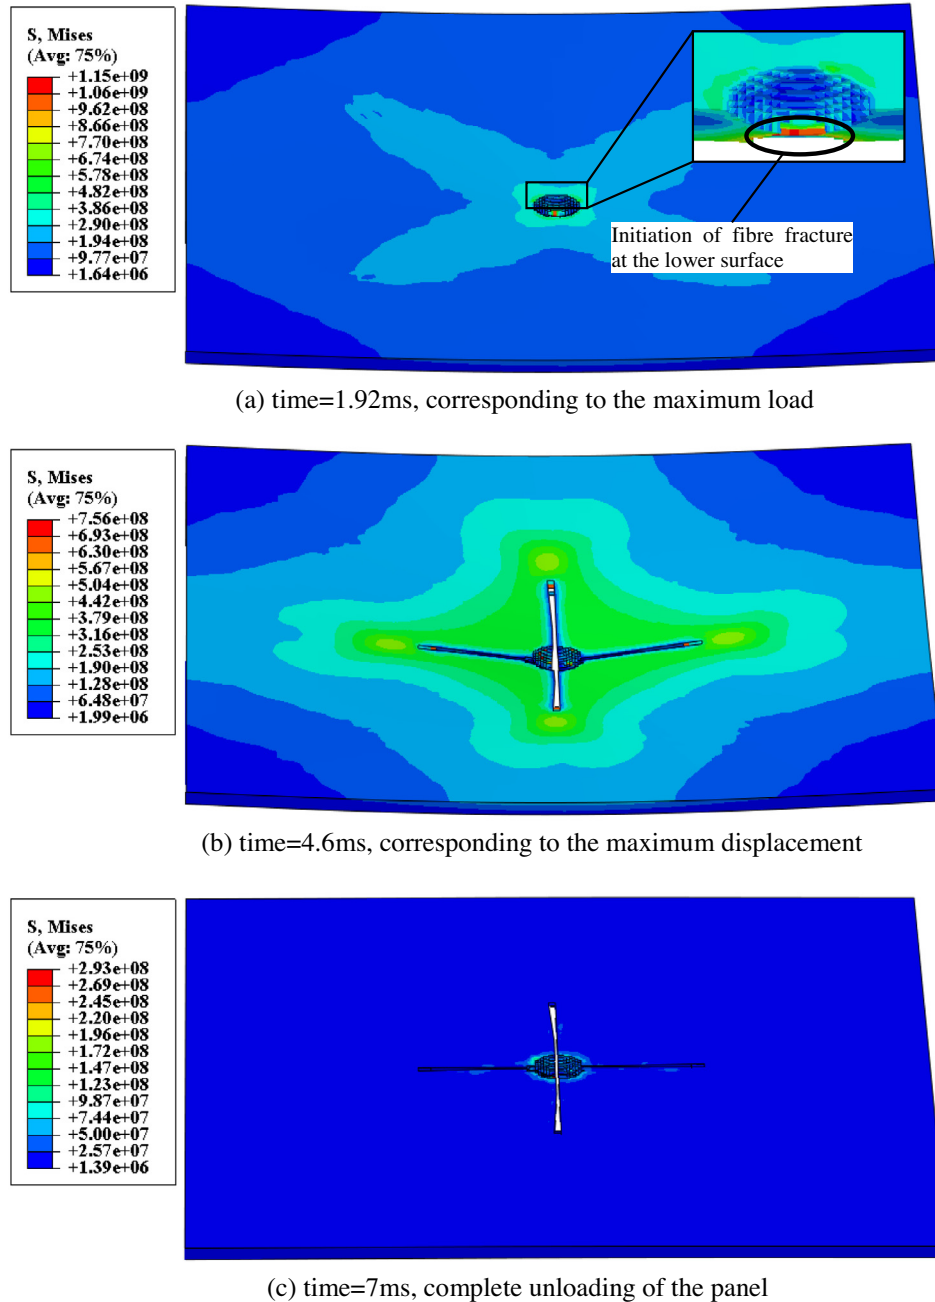 S, Mises
(Avg: 75%)
+1.15e+09
+1.06e+09
+9.62e+08
+8.66e+08
+7.70e+08
+6.74e+08
+5.78e+08
+4.82e+08
+3.86e+08
+2.90e+08
+1.94e+08
+9.77e+07
+1.64e+06
Initiation of fibre fracture
at the lower surface
(a) time=1.92ms, corresponding to the maximum load
S, Mises
(Avg: 75%)
+7.56e+08
+6.93e+08
+6.30e+08
+5.67e+08
+5.04e+08
+4.42e+08
+3.79e+08
+3.16e+08
+2.53e+08
+1.90e+08
+1.28e+08
+6.48e+07
+1.99e+06
(b) time=4.6ms, corresponding to the maximum displacement
S, Mises
(Avg: 75%)
+2.93e+08
+2.69e+08
+2.45e+08
+2.20e+08
+1.96e+08
+1.72e+08
+1.47e+08
+1.23e+08
+9.87e+07
+7.44e+07
+5.00e+07
+2.57e+07
+1.39e+06
(c) time=7ms, complete unloading of the panel